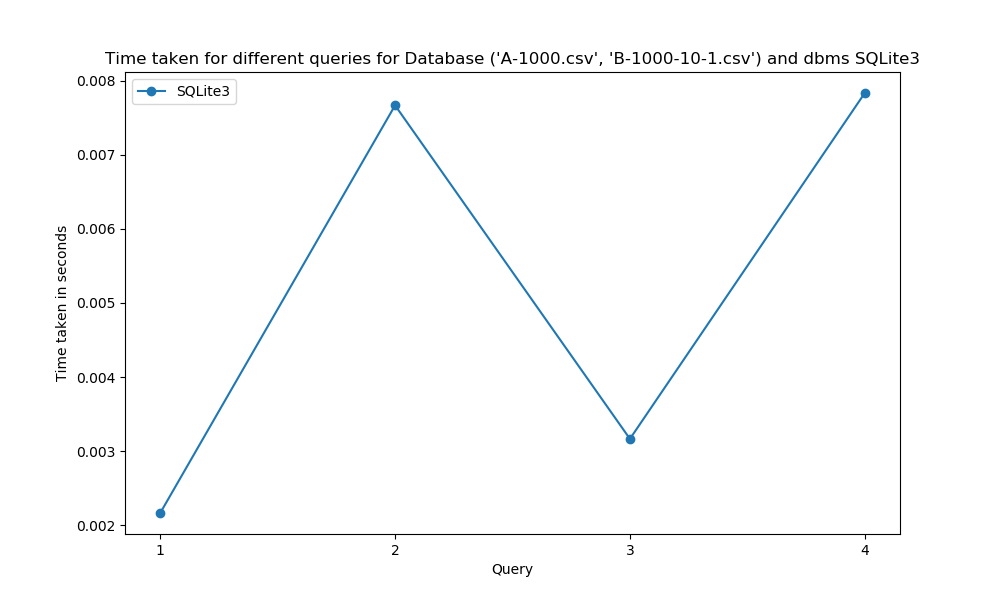 Time taken for different queries for Database ('A-1000.csv', 'B-1000-10-1.csv') and dbms SQLite3
SQLite3
0.008
0.007
0.006
0.005
0.004
0.003
0.002
Time taken in seconds
1 2 3 4
Query